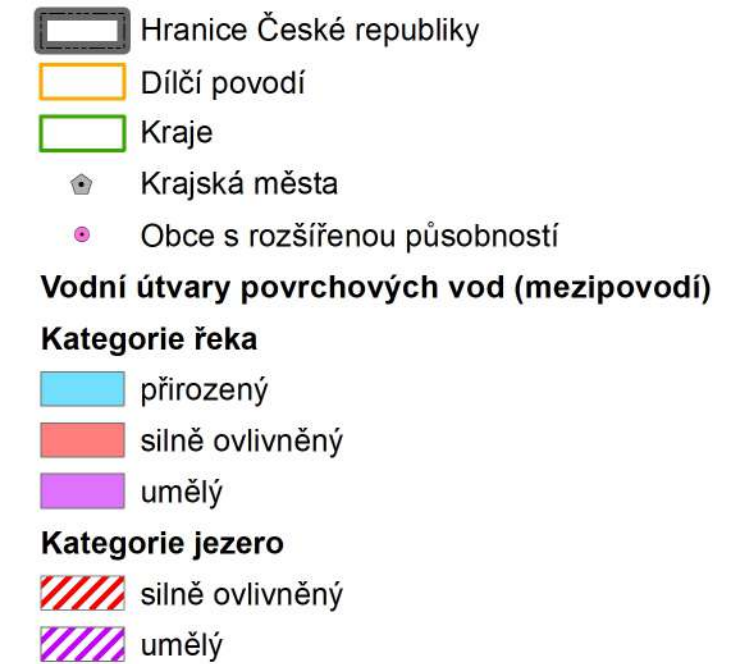 Hranice České republiky
Dílčí povodí
Kraje
Krajská města
Obce s rozšířenou působností
Vodní útvary povrchových vod (mezipovodí)
Kategorie řeka
přirozený
silně ovlivněný
umělý
Kategorie jezero
silně ovlivněný
umělý